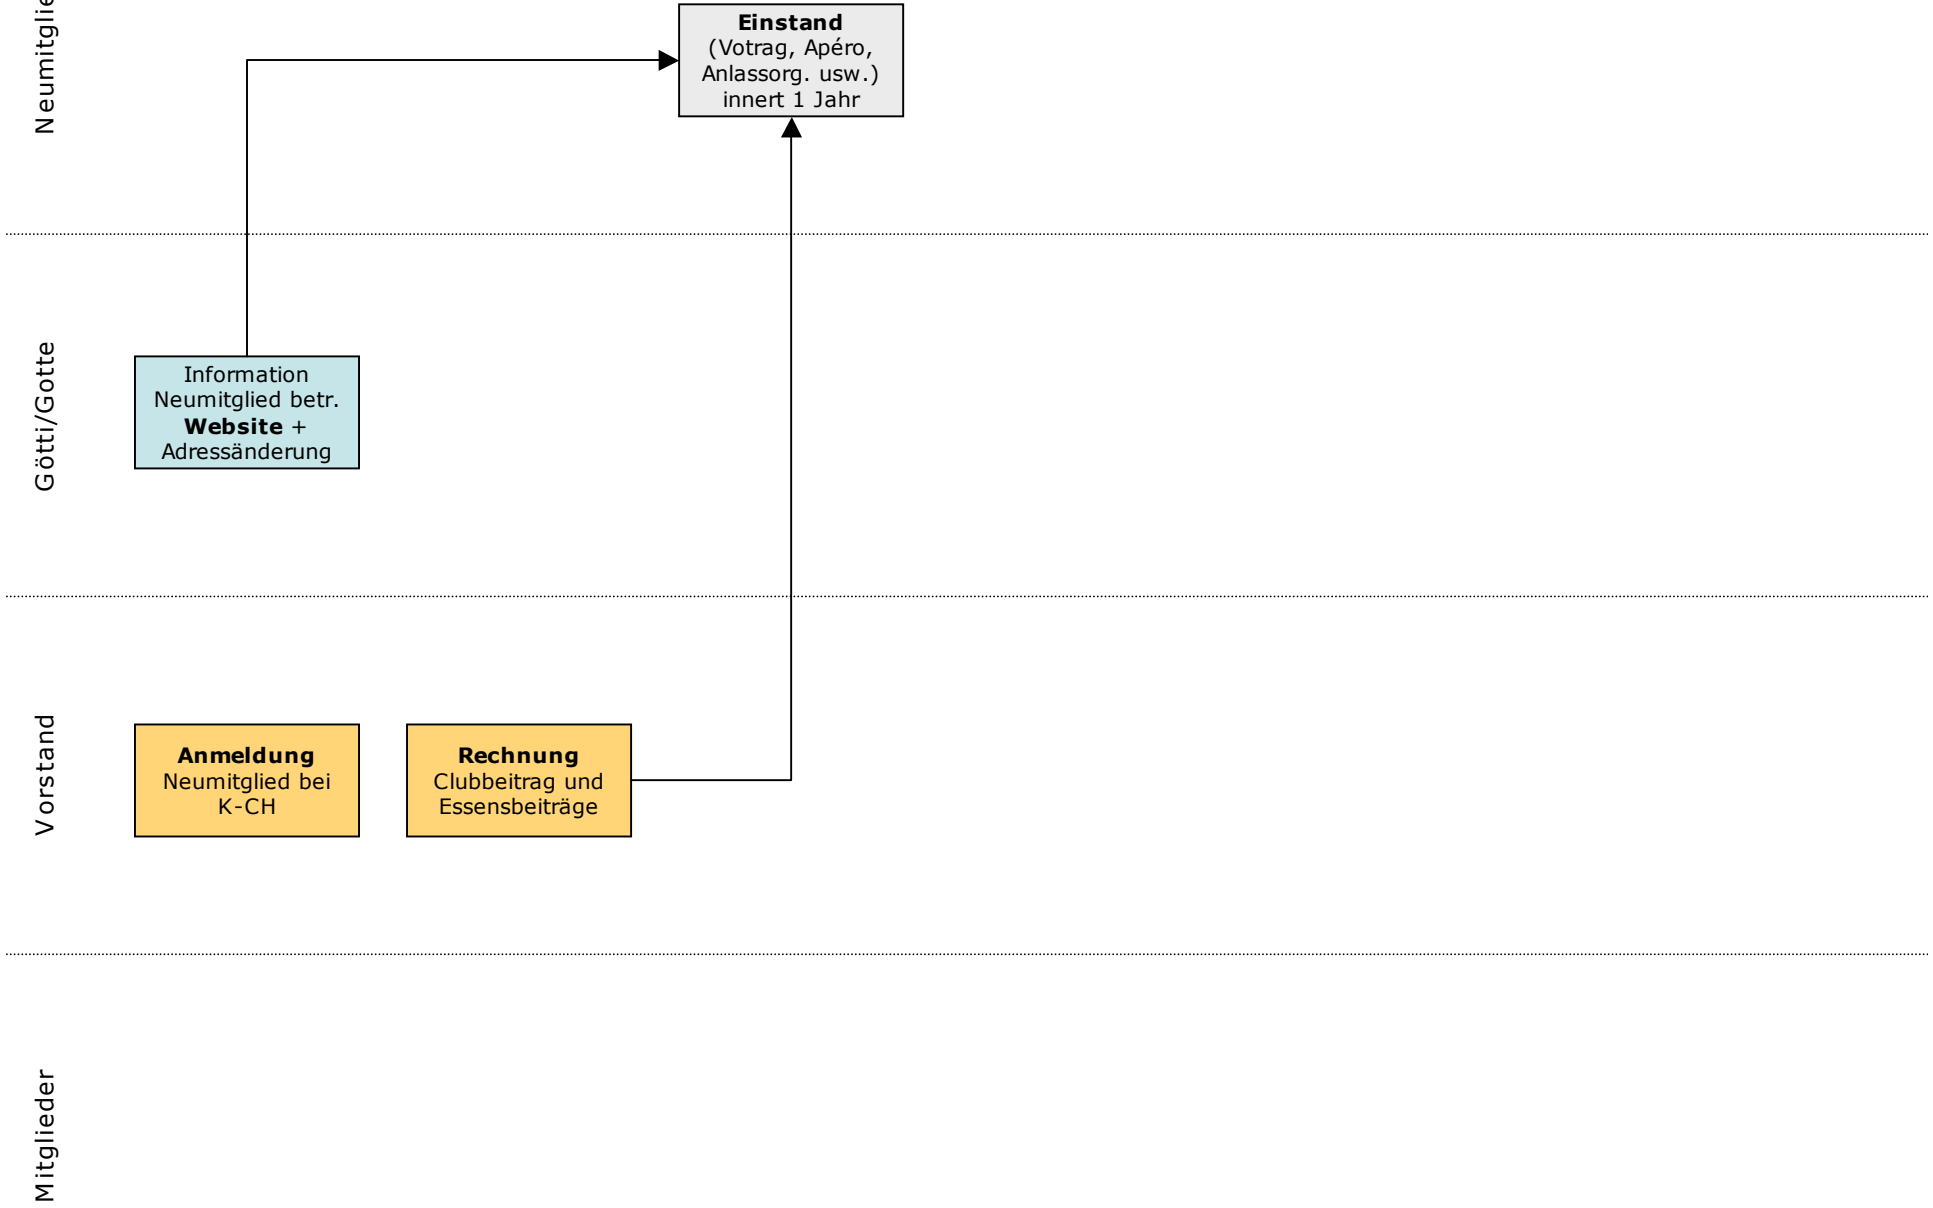 Neumitglie
Einstand
(Votrag, Apéro,
Anlassorg. usw.)
innert 1 Jahr
Götti/Gotte
Information
Neumitglied betr.
Website +
Adressänderung
Vorstand
Anmeldung
Neumitglied bei
K-CH
Rechnung
Clubbeitrag und
Essensbeiträge
Mitglieder